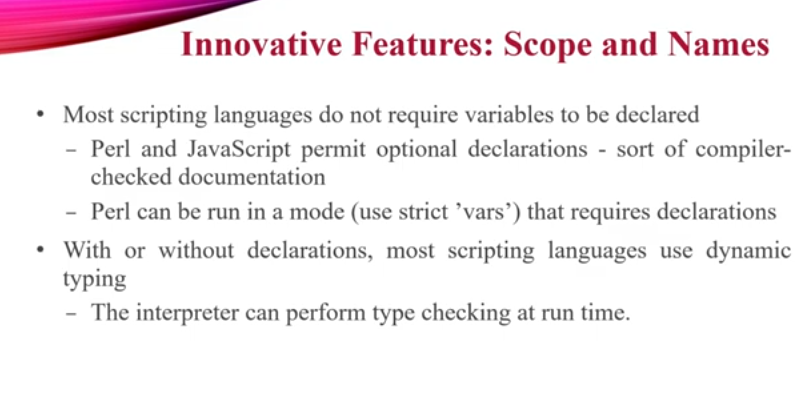 Innovative Features: Scope and Names
• Most scripting languages do not require variables to be declared
– Perl and JavaScript permit optional declarations - sort of compiler-
checked documentation
– Perl can be run in a mode (use strict ’vars’) that requires declarations
• With or without declarations, most scripting languages use dynamic
typing
– The interpreter can perform type checking at run time.